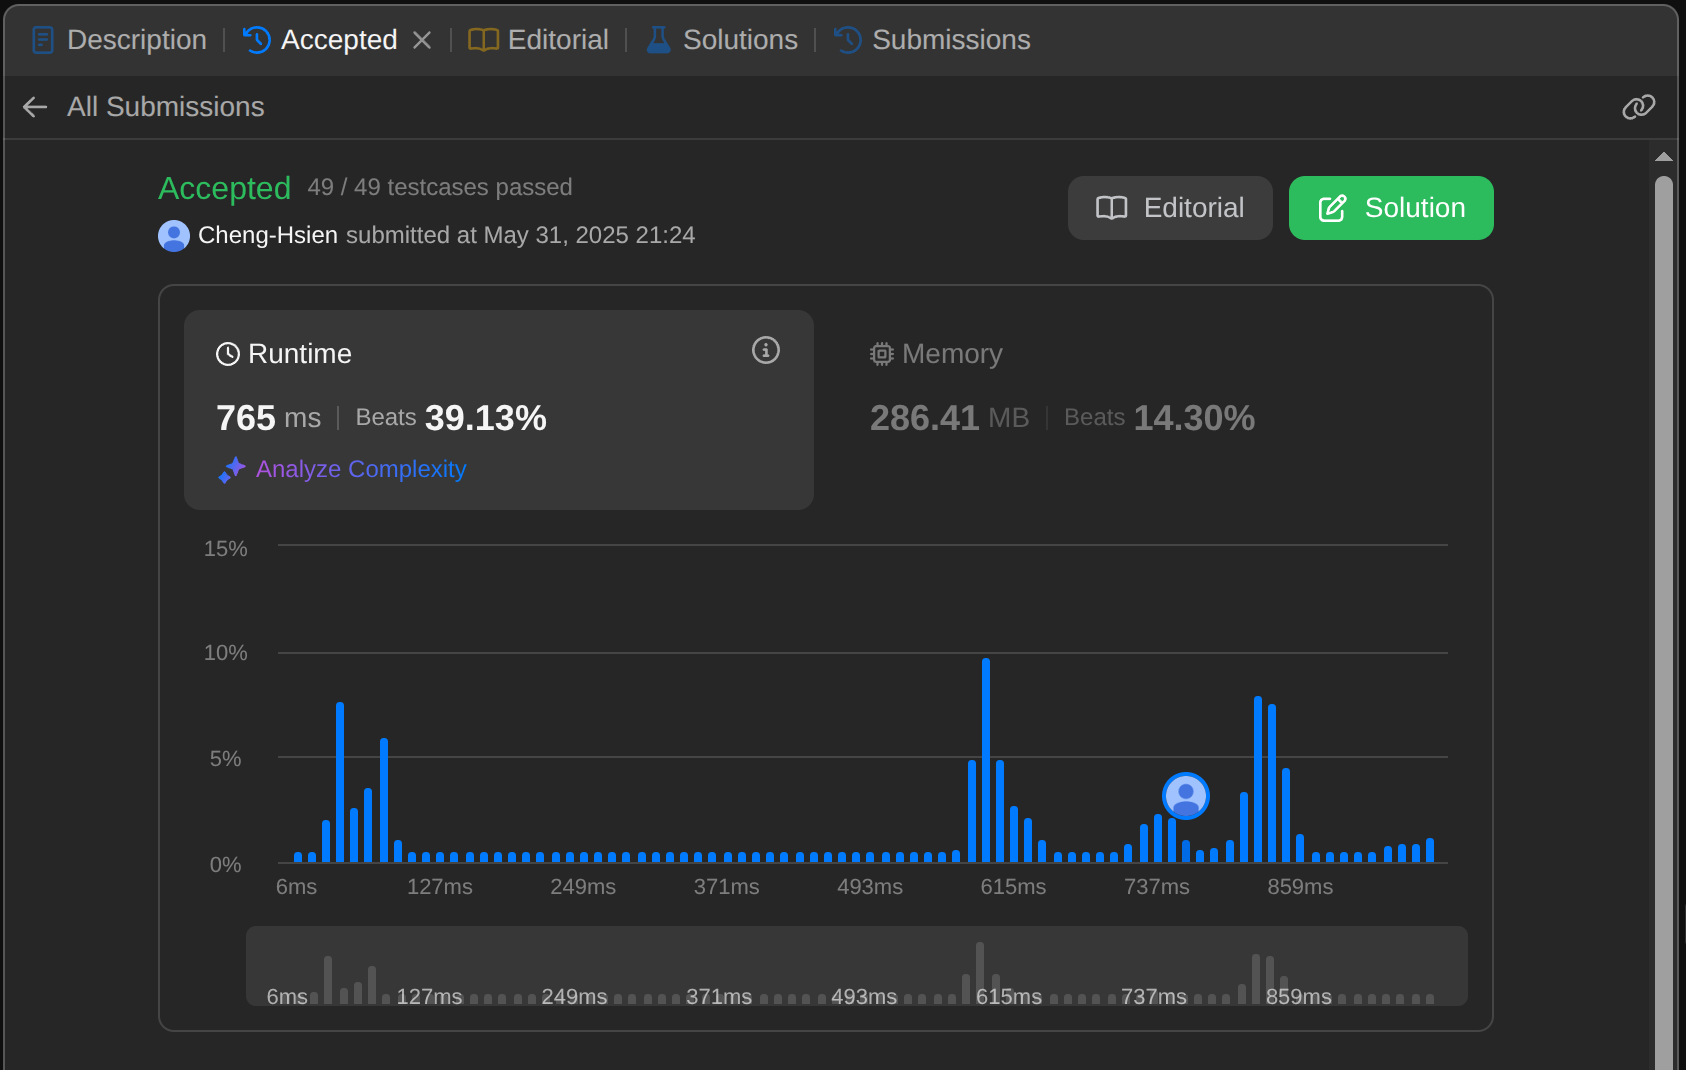 Description | Accepted | Editorial | Solutions | Submissions
All Submissions
Accepted 49 / 49 testcases passed
Cheng-Hsien submitted at May 31, 2025 21:24
Editorial
Solution
Runtime
765 ms | Beats 39.13%
Analyze Complexity
Memory
286.41 MB | Beats 14.30%
15%
10%
5%
0%
6ms 127ms 249ms 371ms 493ms 615ms 737ms 859ms
6ms 127ms 249ms 371ms 493ms 615ms 737ms 859ms